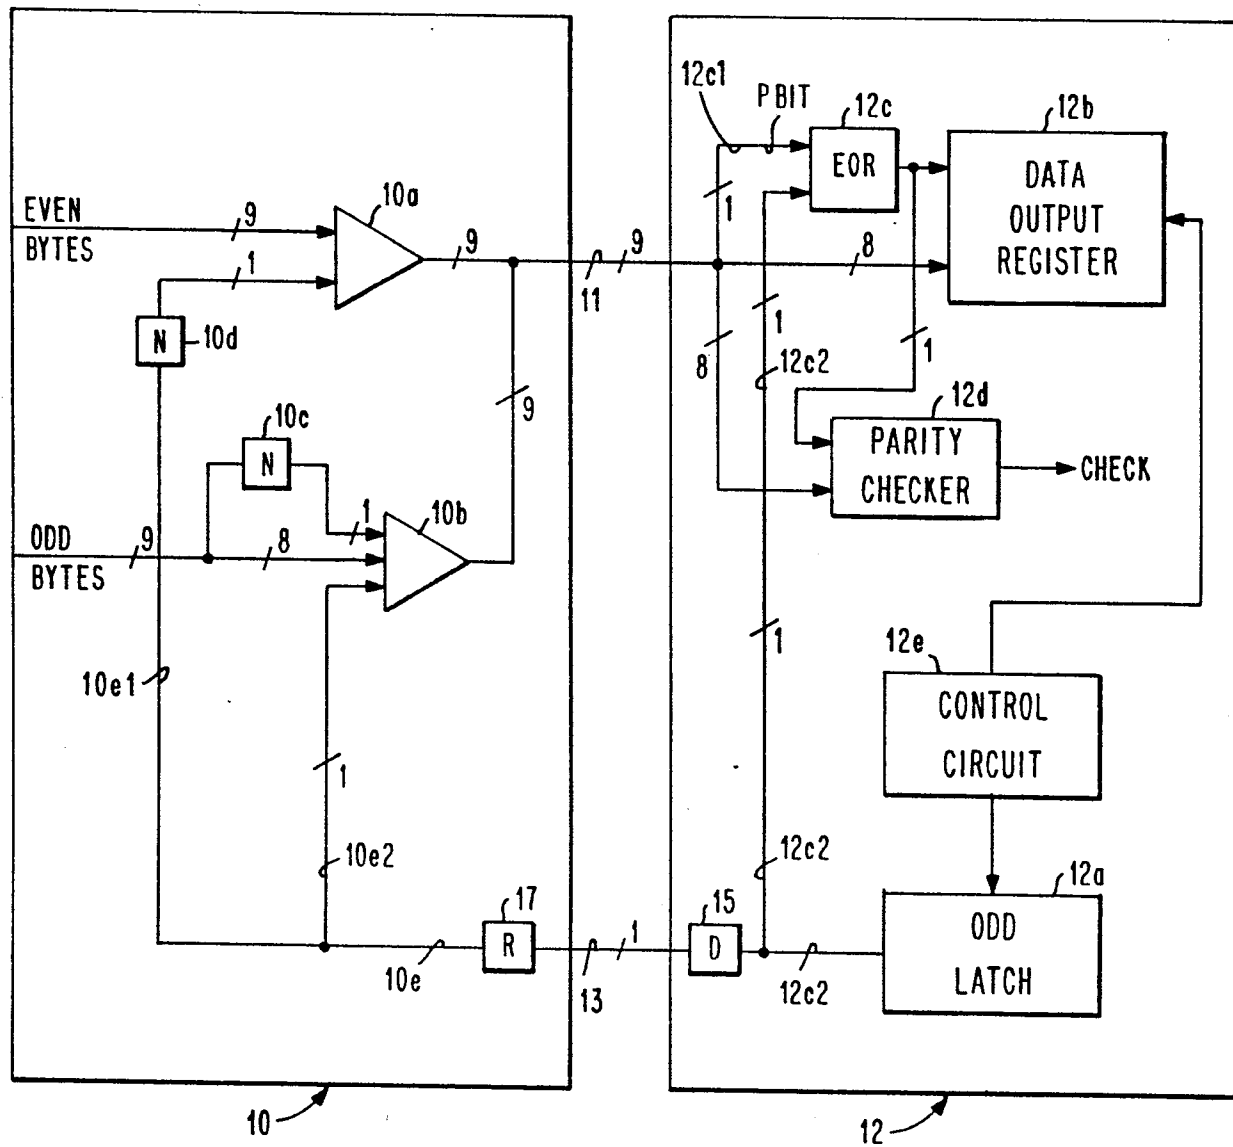 12c1
PBIT
12c
12b
EOR
DATA
OUTPUT
REGISTER
EVEN
BYTES
9
1
10a
9
11
9
1
8
N
10d
10c
N
9
8
1
12c2
1
12d
PARITY
CHECKER
CHECK
ODD
BYTES
9
8
1
10b
10e1
1
1
12e
CONTROL
CIRCUIT
10e2
12c2
12a
ODD
LATCH
17
R
15
D
10e
13
1
12c2
10
12